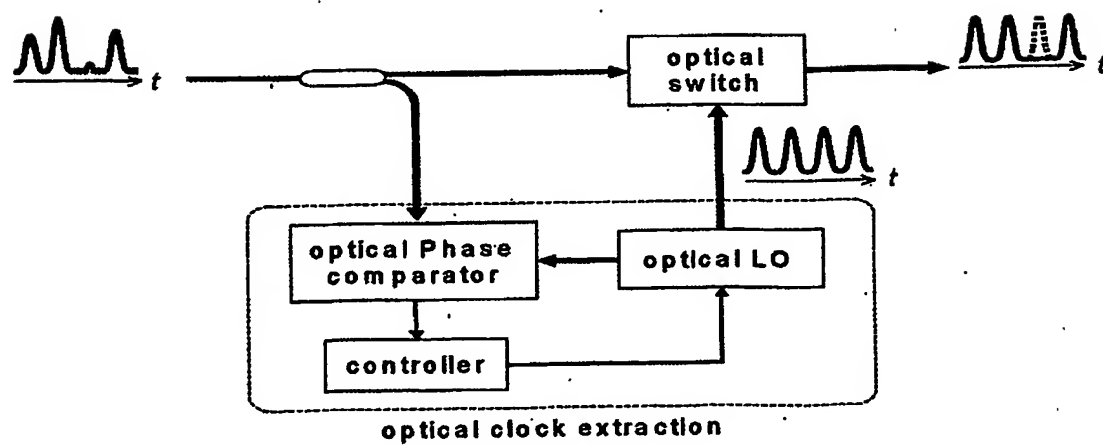 t
optical
switch
t
t
optical Phase
comparator
optical LO
controller
optical clock extraction